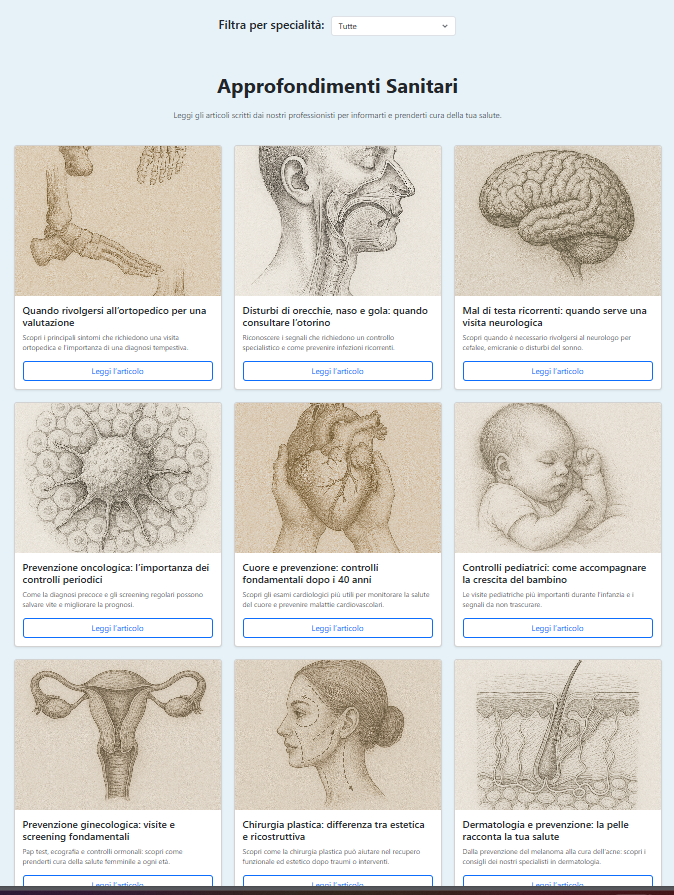 Filtra per specialità: Tutte
Approfondimenti Sanitari
Leggi gli articoli scritti dai nostri professionisti per informarti e prenderti cura della tua salute.
Quando rivolgersi all'ortopedico per una
valutazione
Scopri i principali sintomi che richiedono una visita
ortopedica e l'importanza di una diagnosi tempestiva.
Leggi l'articolo
Disturbi di orecchie, naso e gola: quando
consultare l'otorino
Riconoscere i segnali che richiedono un controllo
specialistico e come prevenire infezioni ricorrenti.
Leggi l'articolo
Mal di testa ricorrenti: quando serve una
visita neurologica
Scopri quando è necessario rivolgersi al neurologo per
cefalee, emicranie o disturbi del sonno.
Leggi l'articolo
Prevenzione oncologica: l'importanza dei
controlli periodici
Come la diagnosi precoce e gli screening regolari possono
salvare vite e migliorare la prognosi.
Leggi l'articolo
Cuore e prevenzione: controlli
fondamentali dopo i 40 anni
Scopri gli esami cardiologici più utili per monitorare la salute
del cuore e prevenire malattie cardiovascolari.
Leggi l'articolo
Controlli pediatrici: come accompagnare
la crescita del bambino
Le visite pediatriche più importanti durante l'infanzia e i
segnali da non trascurare.
Leggi l'articolo
Prevenzione ginecologica: visite e
screening fondamentali
Pap test, ecografia e controlli ormonali: scopri come
prenderti cura della salute femminile a ogni età.
Leggi l'articolo
Chirurgia plastica: differenza tra estetica
e ricostruttiva
Scopri come la chirurgia plastica può aiutare nel recupero
funzionale ed estetico dopo traumi o interventi.
Leggi l'articolo
Dermatologia e prevenzione: la pelle
racconta la tua salute
Dalla prevenzione del melanoma alla cura dell'acne: scopri i
consigli dei nostri specialisti in dermatologia.
Leggi l'articolo